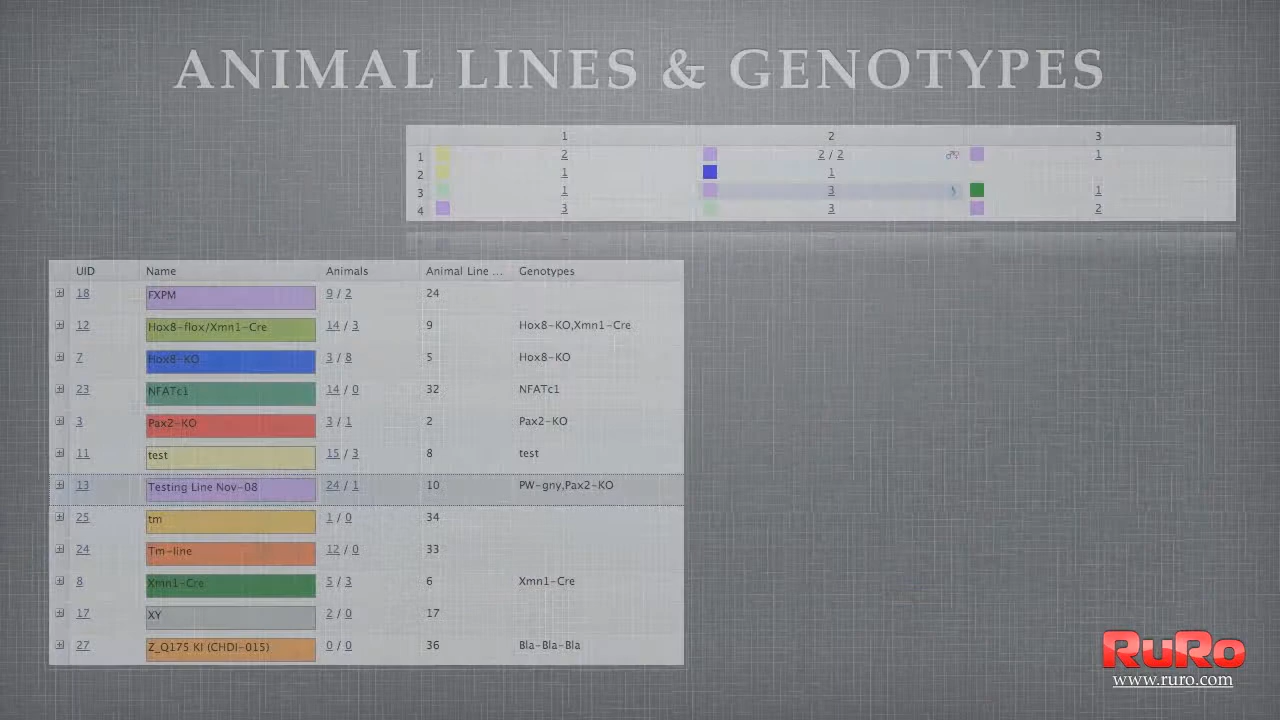 ANIMAL LINES & GENOTYPES
1 2 3
1 2 2 / 2 1
2 1 1
3 1 3 1
4 3 3 2
UID Name Animals Animal Line ... Genotypes
18 FXPM 9 / 2 24
12 Hox8-flox/Xmn1-Cre 14 / 3 9 Hox8-KO,Xmn1-Cre
7 Hox8-KO 3 / 8 5 Hox8-KO
23 NFATc1 14 / 0 32 NFATc1
3 Pax2-KO 3 / 1 2 Pax2-KO
11 test 15 / 3 8 test
13 Testing Line Nov-08 24 / 1 10 PW-gny,Pax2-KO
25 tm 1 / 0 34
24 Tm-line 12 / 0 33
8 Xmn1-Cre 5 / 3 6 Xmn1-Cre
17 XY 2 / 0 17
27 Z_Q175 KI (CHDI-015) 0 / 0 36 Bla-Bla-Bla
RURO
www.ruro.com